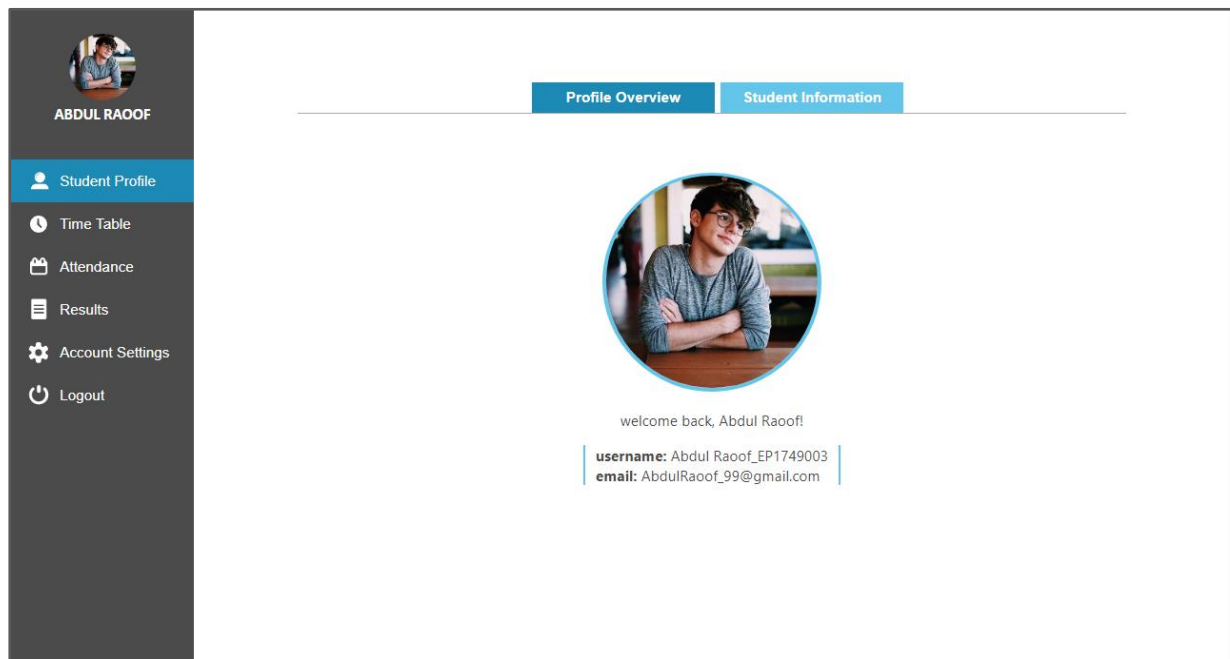 ABDUL RAOOF
Student Profile
Time Table
Attendance
Results
Account Settings
Logout
Profile Overview
Student Information
welcome back, Abdul Raoof!
username: Abdul Raoof_EP1749003
email: AbdulRaoof_99@gmail.com